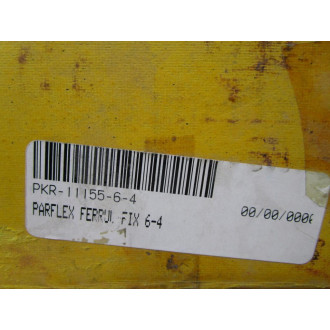 PKR-11155-6-4
PARFLEX FERRUL FIX 6-4
00/00/000